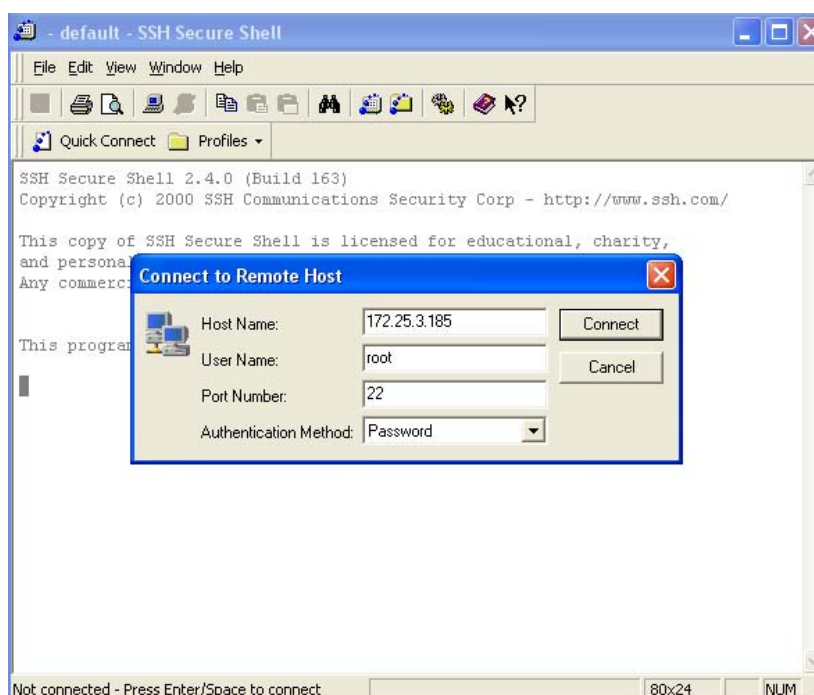 - default - SSH Secure Shell
File Edit View Window Help
Quick Connect Profiles
SSH Secure Shell 2.4.0 (Build 163)
Copyright (c) 2000 SSH Communications Security Corp - http://www.ssh.com/
This copy of SSH Secure Shell is licensed for educational, charity,
and personal
Any commerc
This program
Connect to Remote Host
Host Name: 172.25.3.185 Connect
User Name: root Cancel
Port Number: 22
Authentication Method: Password
Not connected - Press Enter/Space to connect 80x24 NUM